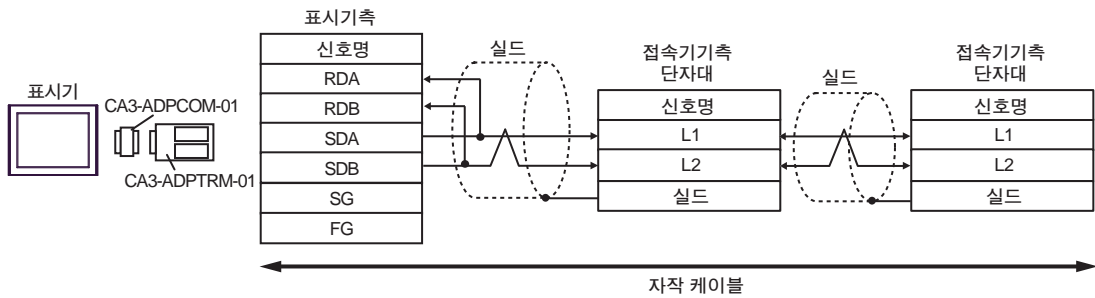 표시기
CA3-ADPCOM-01
CA3-ADPTRM-01
표시기측
신호명
RDA
RDB
SDA
SDB
SG
FG
실드
접속기기측
단자대
신호명
L1
L2
실드
실드
접속기기측
단자대
신호명
L1
L2
실드
자작 케이블